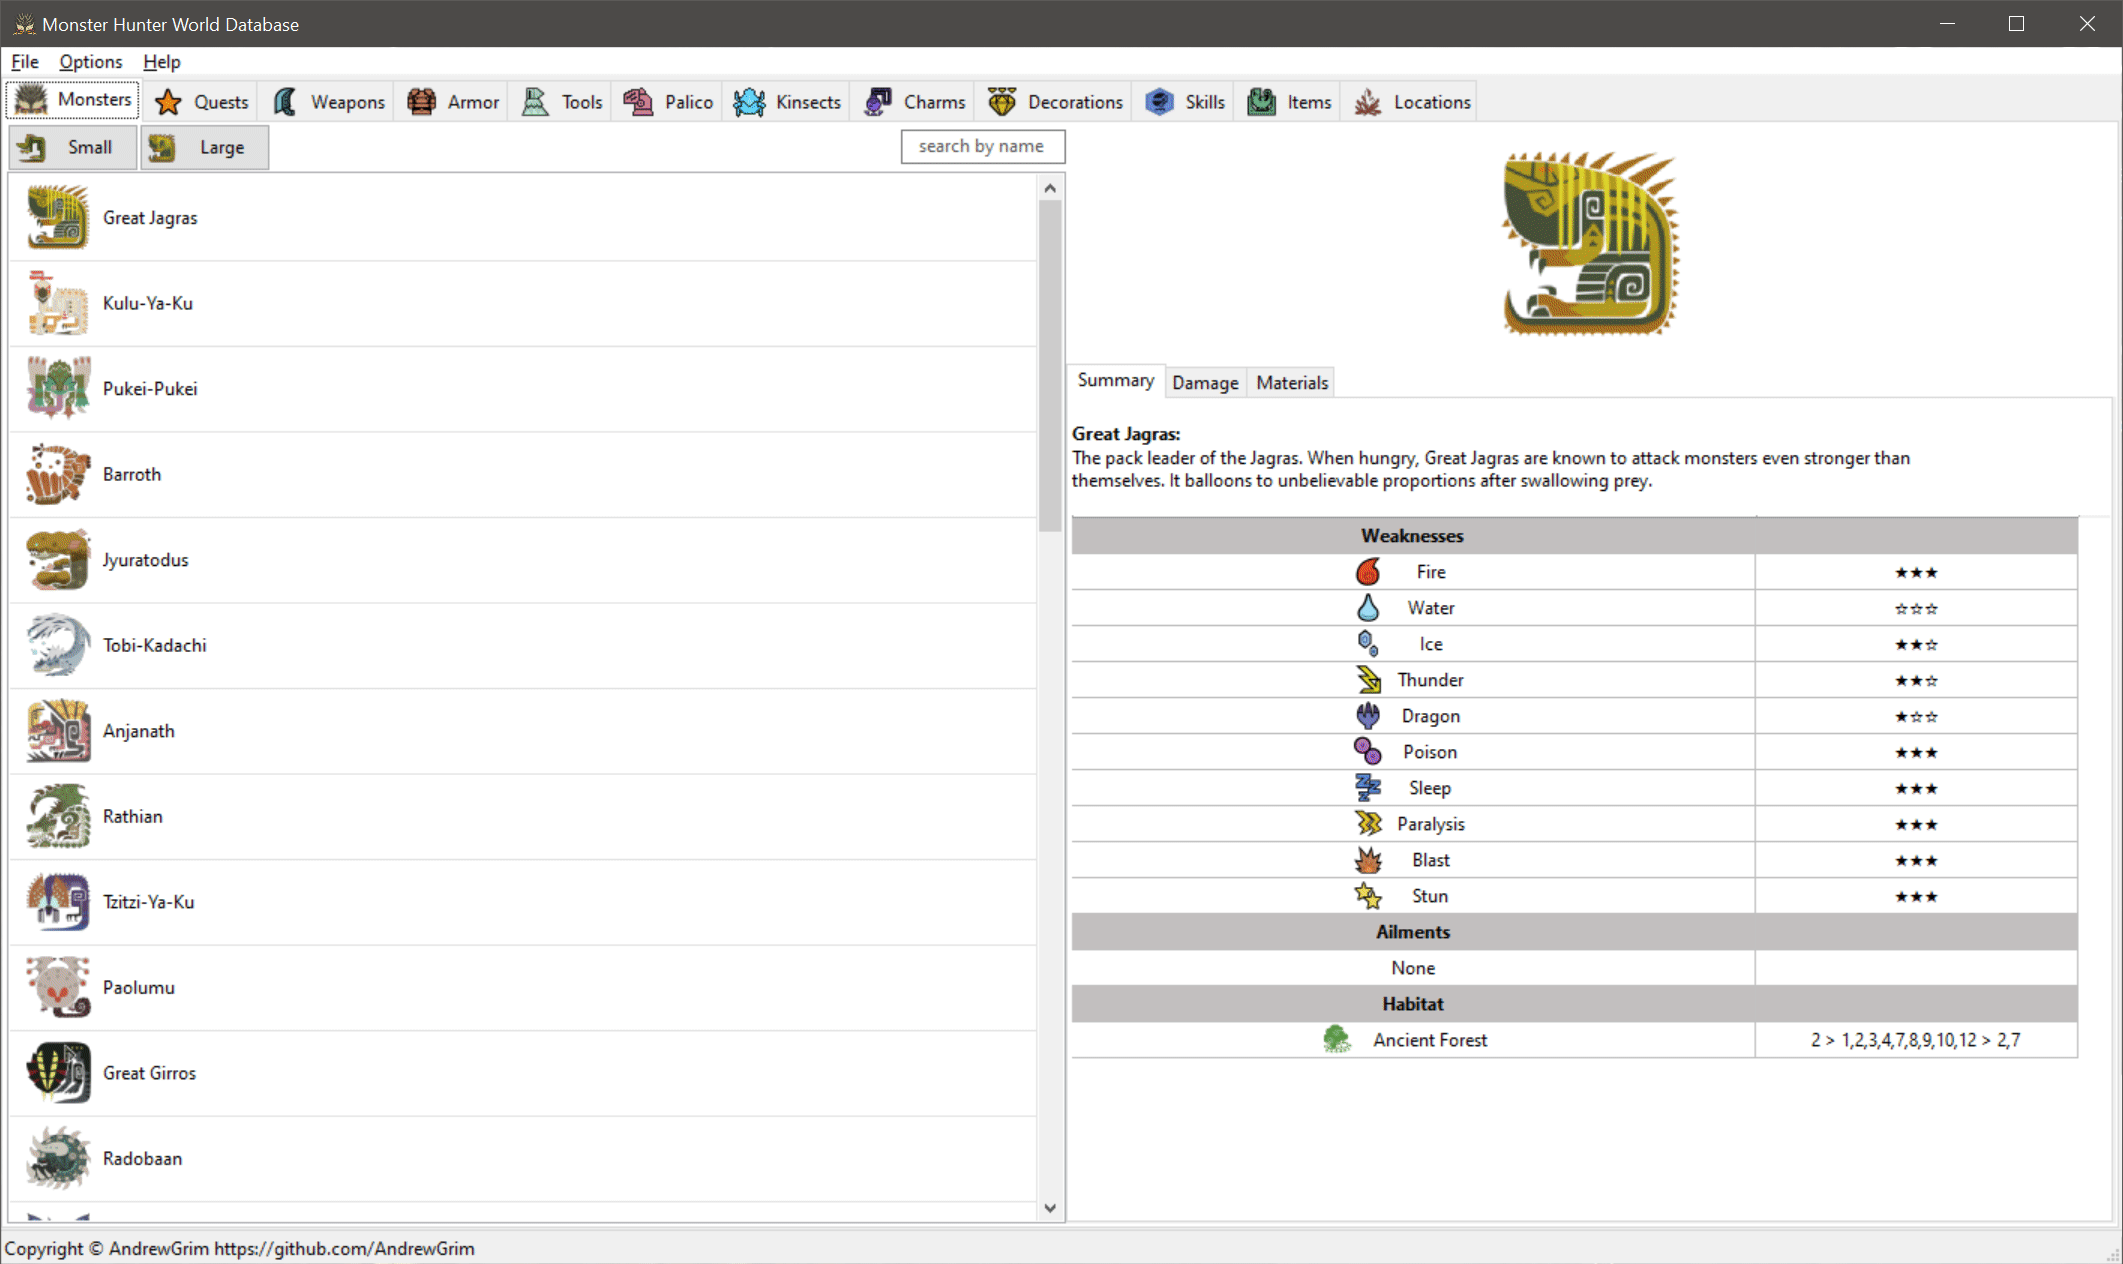 Monster Hunter World Database
File Options Help
Monsters Quests Weapons Armor Tools Palico Kinsects Charms Decorations Skills Items Locations
Small Large search by name
Great Jagras
Kulu-Ya-Ku
Pukei-Pukei
Barroth
Jyuratodus
Tobi-Kadachi
Anjanath
Rathian
Tzitzi-Ya-Ku
Paolumu
Great Girros
Radobaan
Summary Damage Materials
Great Jagras:
The pack leader of the Jagras. When hungry, Great Jagras are known to attack monsters even stronger than
themselves. It balloons to unbelievable proportions after swallowing prey.
Weaknesses
Fire ★★★
Water ☆☆☆
Ice ★★☆
Thunder ★★☆
Dragon ★☆☆
Poison ★★★
Sleep ★★★
Paralysis ★★★
Blast ★★★
Stun ★★★
Ailments
None
Habitat
Ancient Forest 2 > 1,2,3,4,7,8,9,10,12 > 2,7
Copyright © AndrewGrim https://github.com/AndrewGrim